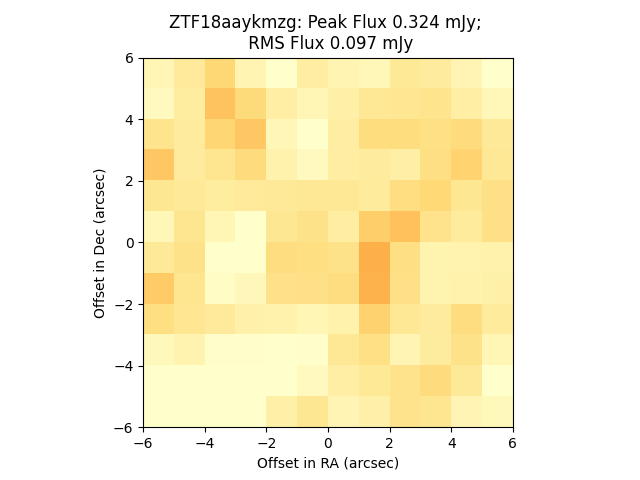 ZTF18aaykmzg: Peak Flux 0.324 mJy;
RMS Flux 0.097 mJy
6
4
2
0
−2
−4
−6
Offset in Dec (arcsec)
−6 −4 −2 0 2 4 6
Offset in RA (arcsec)